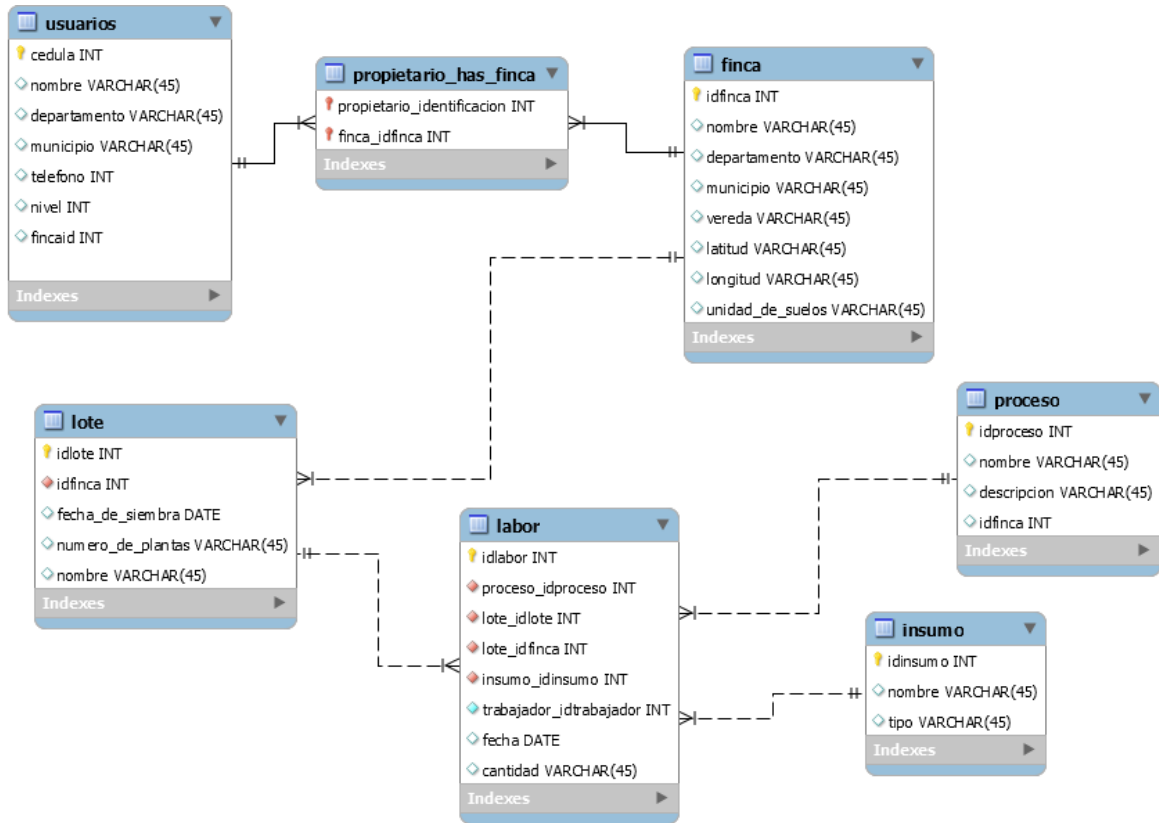 usuarios
cedula INT
nombre VARCHAR(45)
departamento VARCHAR(45)
municipio VARCHAR(45)
telefono INT
nivel INT
fincaid INT
Indexes
propietario_has_finca
propietario_identificacion INT
finca_idfinca INT
Indexes
finca
idfinca INT
nombre VARCHAR(45)
departamento VARCHAR(45)
municipio VARCHAR(45)
vereda VARCHAR(45)
latitud VARCHAR(45)
longitud VARCHAR(45)
unidad_de_suelos VARCHAR(45)
Indexes
lote
idlote INT
idfinca INT
fecha_de_siembra DATE
numero_de_plantas VARCHAR(45)
nombre VARCHAR(45)
Indexes
labor
idlabor INT
proceso_idproceso INT
lote_idlote INT
lote_idfinca INT
insumo_idinsumo INT
trabajador_idtrabajador INT
fecha DATE
cantidad VARCHAR(45)
Indexes
proceso
idproceso INT
nombre VARCHAR(45)
descripcion VARCHAR(45)
idfinca INT
Indexes
insumo
idinsumo INT
nombre VARCHAR(45)
tipo VARCHAR(45)
Indexes